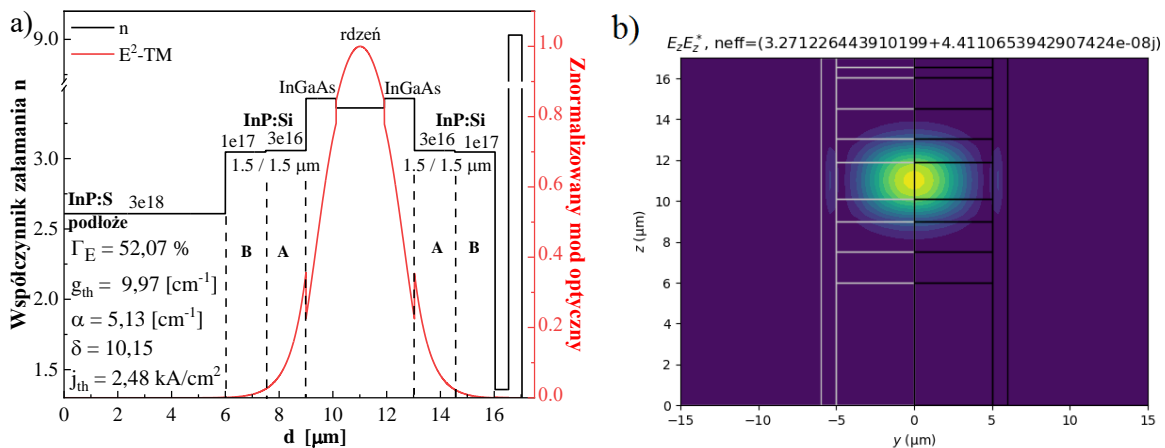 a)
n
E²-TM
rdzeń
InGaAs
InGaAs
InP:Si
InP:Si
1e17
3e16
3e16
1e17
1.5 / 1.5 μm
1.5 / 1.5 μm
InP:S 3e18
podłoże
B
A
A
B
Γ_E = 52,07 %
g_th = 9,97 [cm⁻¹]
α = 5,13 [cm⁻¹]
δ = 10,15
j_th = 2,48 kA/cm²
Współczynnik załamania n
9.0
3.0
2.5
2.0
1.5
0 2 4 6 8 10 12 14 16
d [μm]
1.0
0.8
0.6
0.4
0.2
0.0
Znormalizowany mod optyczny
b)
E_zE_z^*, neff=(3.271226443910199+4.4110653942907424e-08j)
16
14
12
10
8
6
4
2
0
z (μm)
−15 −10 −5 0 5 10 15
y (μm)